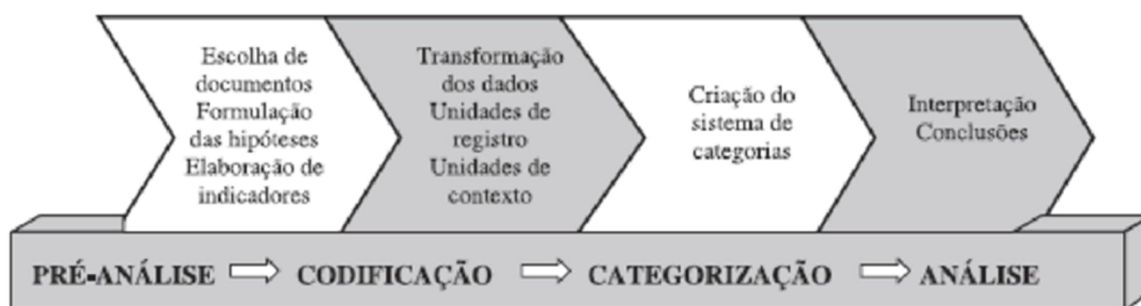 Escolha de
documentos
Formulação
das hipóteses
Elaboração de
indicadores
Transformação
dos dados
Unidades de
registro
Unidades de
contexto
Criação do
sistema de
categorias
Interpretação
Conclusões
PRÉ-ANÁLISE CODIFICAÇÃO CATEGORIZAÇÃO ANÁLISE